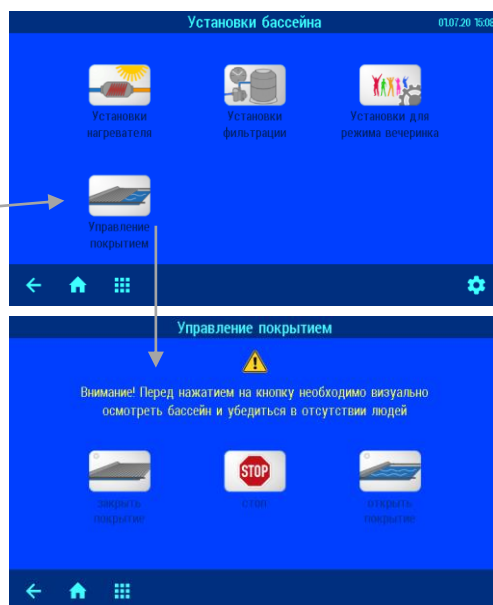 Установки бассейна
01.07.20 15:08
Установки
нагревателя
Установки
фильтрации
Установки для
режима вечеринка
Управление
покрытием
Управление покрытием
Внимание! Перед нажатием на кнопку необходимо визуально
осмотреть бассейн и убедиться в отсутствии людей
STOP
закрыть
покрытие
стоп
открыть
покрытие